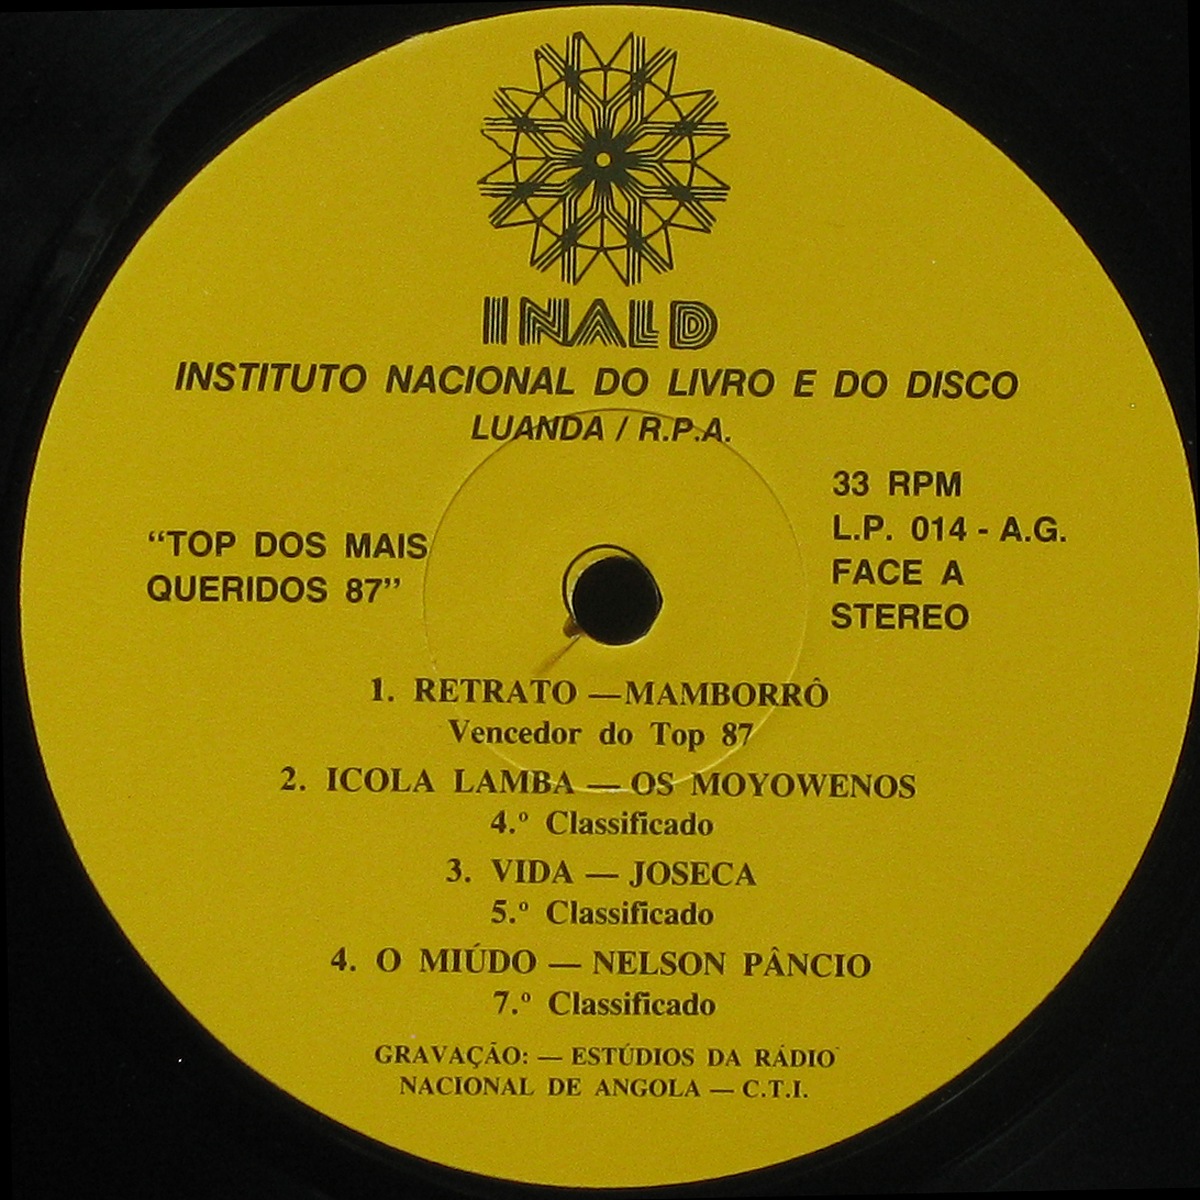 INALD
INSTITUTO NACIONAL DO LIVRO E DO DISCO
LUANDA / R.P.A.
“TOP DOS MAIS
QUERIDOS 87”
33 RPM
L.P. 014 - A.G.
FACE A
STEREO
1. RETRATO —MAMBORRÔ
Vencedor do Top 87
2. ICOLA LAMBA — OS MOYOWENOS
4.º Classificado
3. VIDA — JOSECA
5.º Classificado
4. O MIÚDO — NELSON PÂNCIO
7.º Classificado
GRAVAÇÃO: — ESTÚDIOS DA RÁDIO
NACIONAL DE ANGOLA — C.T.I.